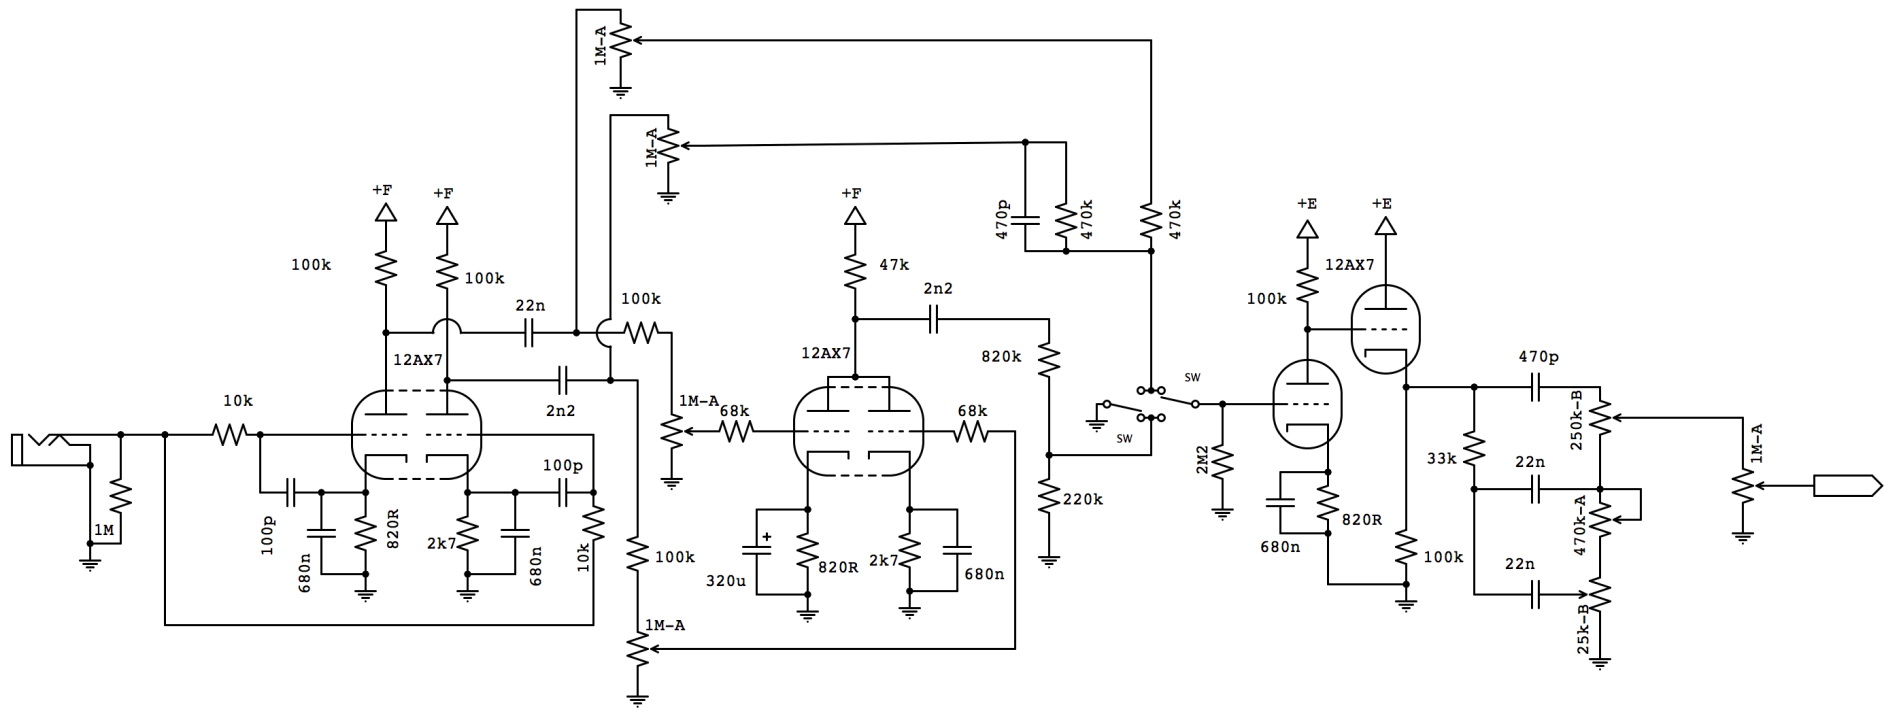 1M-A
1M-A
+F
+F
+F
470p
470k
470k
+E
+E
100k
100k
47k
12AX7
100k
22n
100k
2n2
12AX7
12AX7
820k
470p
2n2
SW
10k
1M-A
68k
68k
250k-B
SW
100p
2M2
33k
22n
1M-A
1M
100p
680n
820R
2k7
680n
10k
220k
820R
470k-A
680n
100k
320u
820R
2k7
680n
100k
22n
1M-A
25k-B